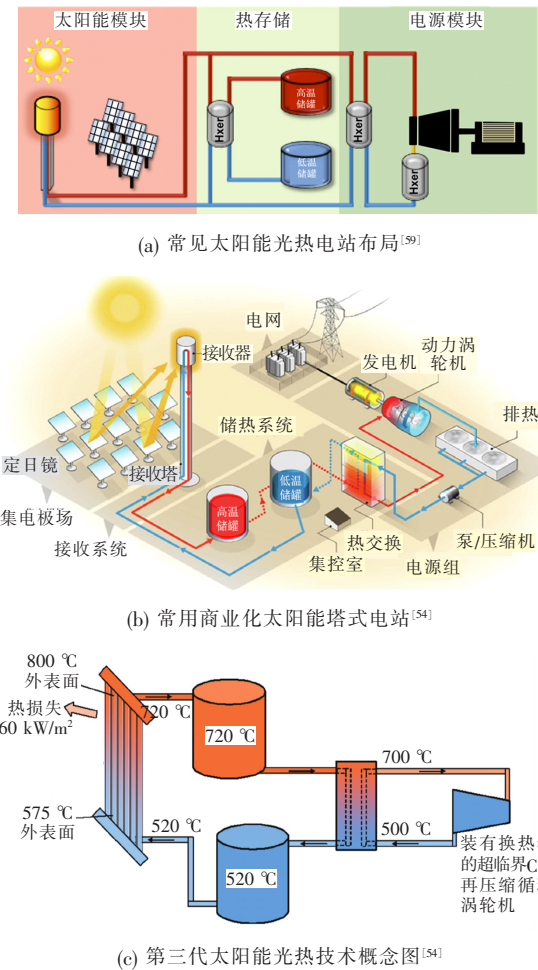 太阳能模块 热存储 电源模块
高温
储罐
Hxer
Hxer
低温
储罐
Hxer
(a) 常见太阳能光热电站布局[59]
电网
接收器
动力涡
轮机
发电机
储热系统
排热
定日镜
接收塔
低温
储罐
高温
储罐
集电极场
接收系统
热交换
集控室
泵/压缩机
电源组
(b) 常用商业化太阳能塔式电站[54]
800 ℃
外表面
热损失
60 kW/m²
720 ℃
720 ℃
700 ℃
575 ℃
外表面
520 ℃
500 ℃
520 ℃
装有换热
的超临界C
再压缩循
涡轮机
(c) 第三代太阳能光热技术概念图[54]